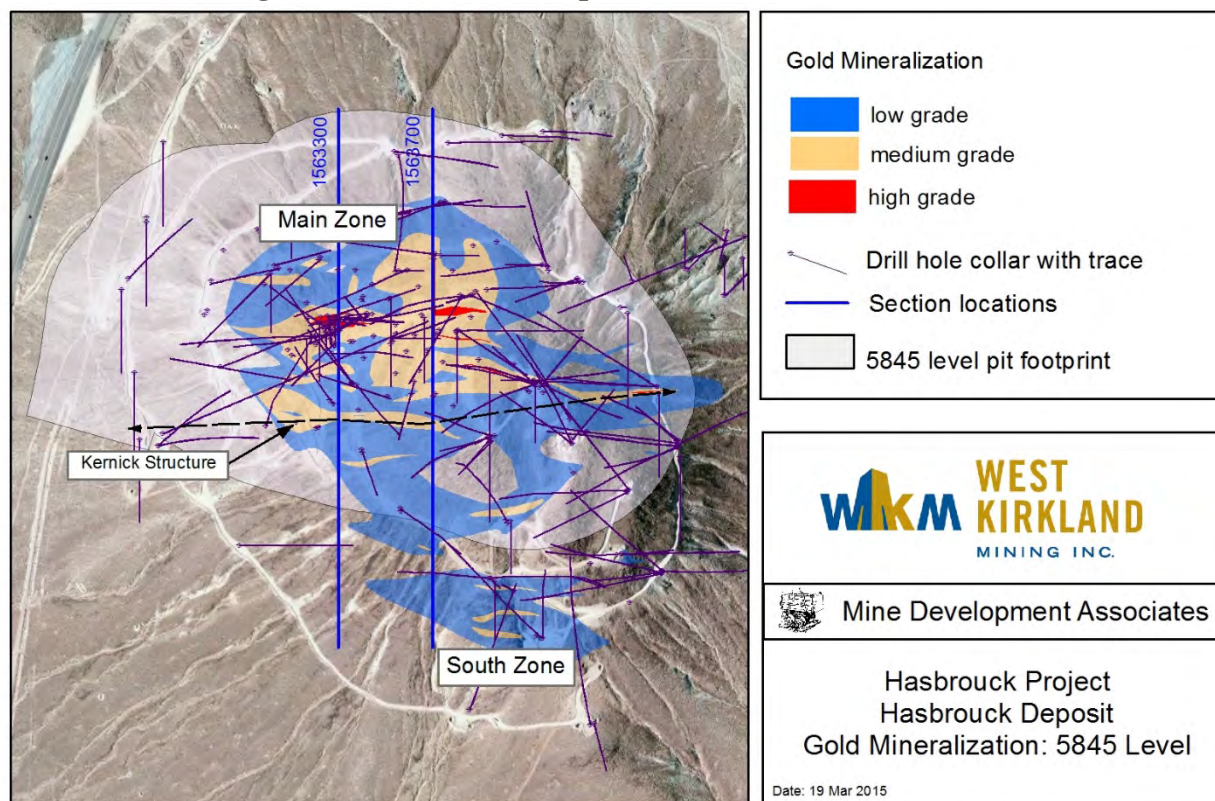 1563300
1563700
Main Zone
Kernick Structure
South Zone
Gold Mineralization
low grade
medium grade
high grade
Drill hole collar with trace
Section locations
5845 level pit footprint
WKM WEST
KIRKLAND
MINING INC.
Mine Development Associates
Hasbrouck Project
Hasbrouck Deposit
Gold Mineralization: 5845 Level
Date: 19 Mar 2015